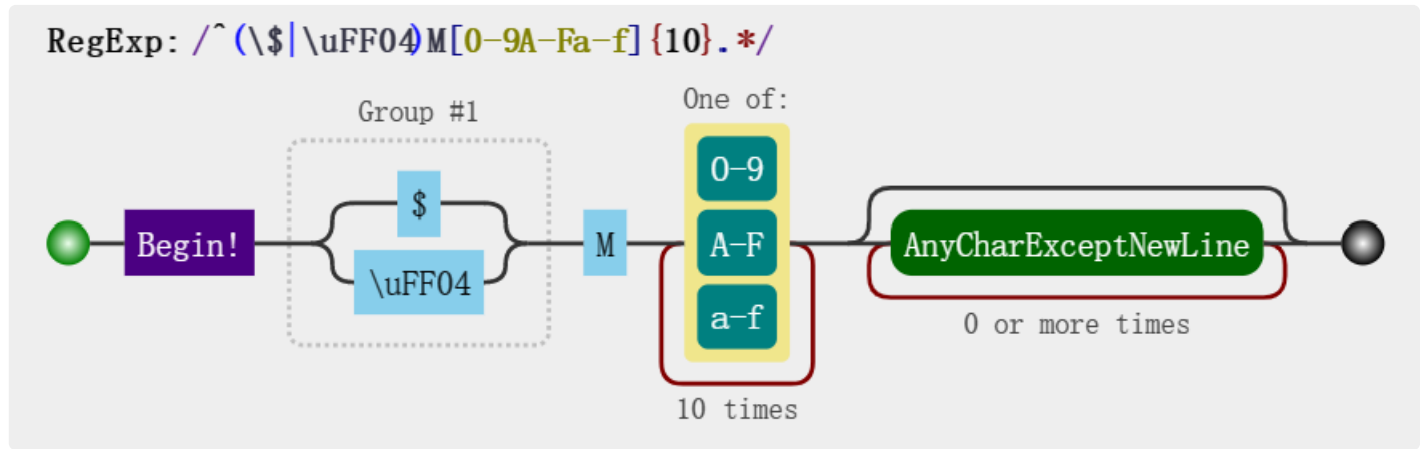 RegExp: /^(\$|\uFF04)M[0-9A-Fa-f]{10}.*/
One of:
Group #1
0-9
$
Begin!
M
A-F
AnyCharExceptNewLine
\uFF04
a-f
0 or more times
10 times